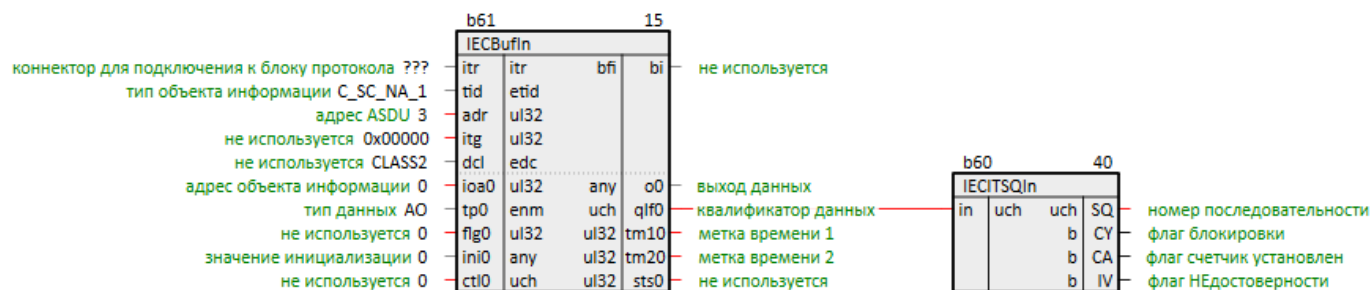 b61 15
IECBufIn
коннектор для подключения к блоку протокола ??? itr itr bfi bi не используется
тип объекта информации C_SC_NA_1 tid etid
адрес ASDU 3 adr ul32
не используется 0x00000 itg ul32
не используется CLASS2 dcl edc b60 40
IECITSQIn
адрес объекта информации 0 ioa0 ul32 any o0 выход данных
тип данных AO tp0 enm uch qlf0 квалификатор данных in uch uch SQ номер последовательности
не используется 0 flg0 ul32 ul32 tm10 метка времени 1 b CY флаг блокировки
значение инициализации 0 ini0 any ul32 tm20 метка времени 2 b CA флаг счетчик установлен
не используется 0 ctl0 uch ul32 sts0 не используется b IV флаг НЕдостоверности